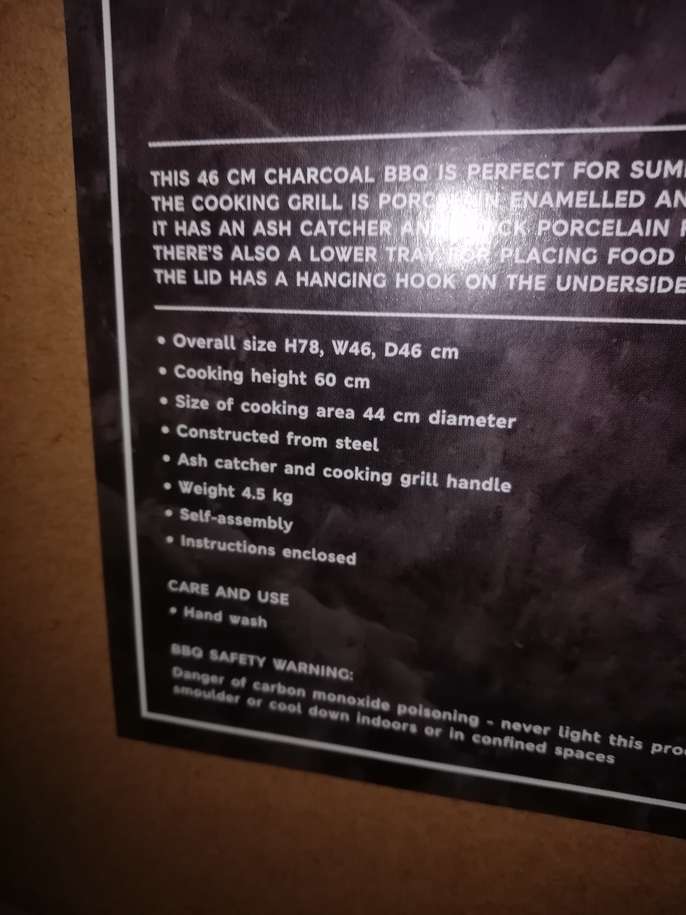 THIS 46 CM CHARCOAL BBQ IS PERFECT FOR
THE COOKING GRILL IS PORCELAIN ENAMELLED
IT HAS AN ASH CATCHER PORCELAIN
THERE'S ALSO A LOWER TRAY FOR PLACING FOOD
THE LID HAS A HANGING HOOK ON THE UNDERSIDE
• Overall size H78, W46, D46 cm
• Cooking height 60 cm
• Size of cooking area 44 cm diameter
• Constructed from steel
• Ash catcher and cooking grill handle
• Weight 4.5 kg
• Self-assembly
• Instructions enclosed
CARE AND USE
• Hand wash
BBQ SAFETY WARNING:
Danger of carbon monoxide poisoning - never light this
smoulder or cool down indoors or in confined spaces